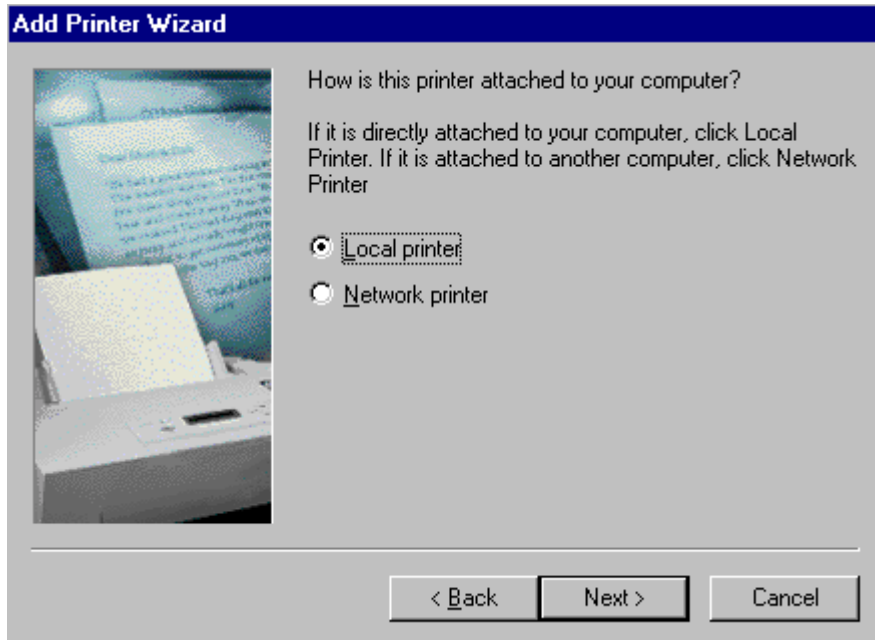 Add Printer Wizard
How is this printer attached to your computer?
If it is directly attached to your computer, click Local
Printer. If it is attached to another computer, click Network
Printer
Local printer
Network printer
< Back
Next >
Cancel